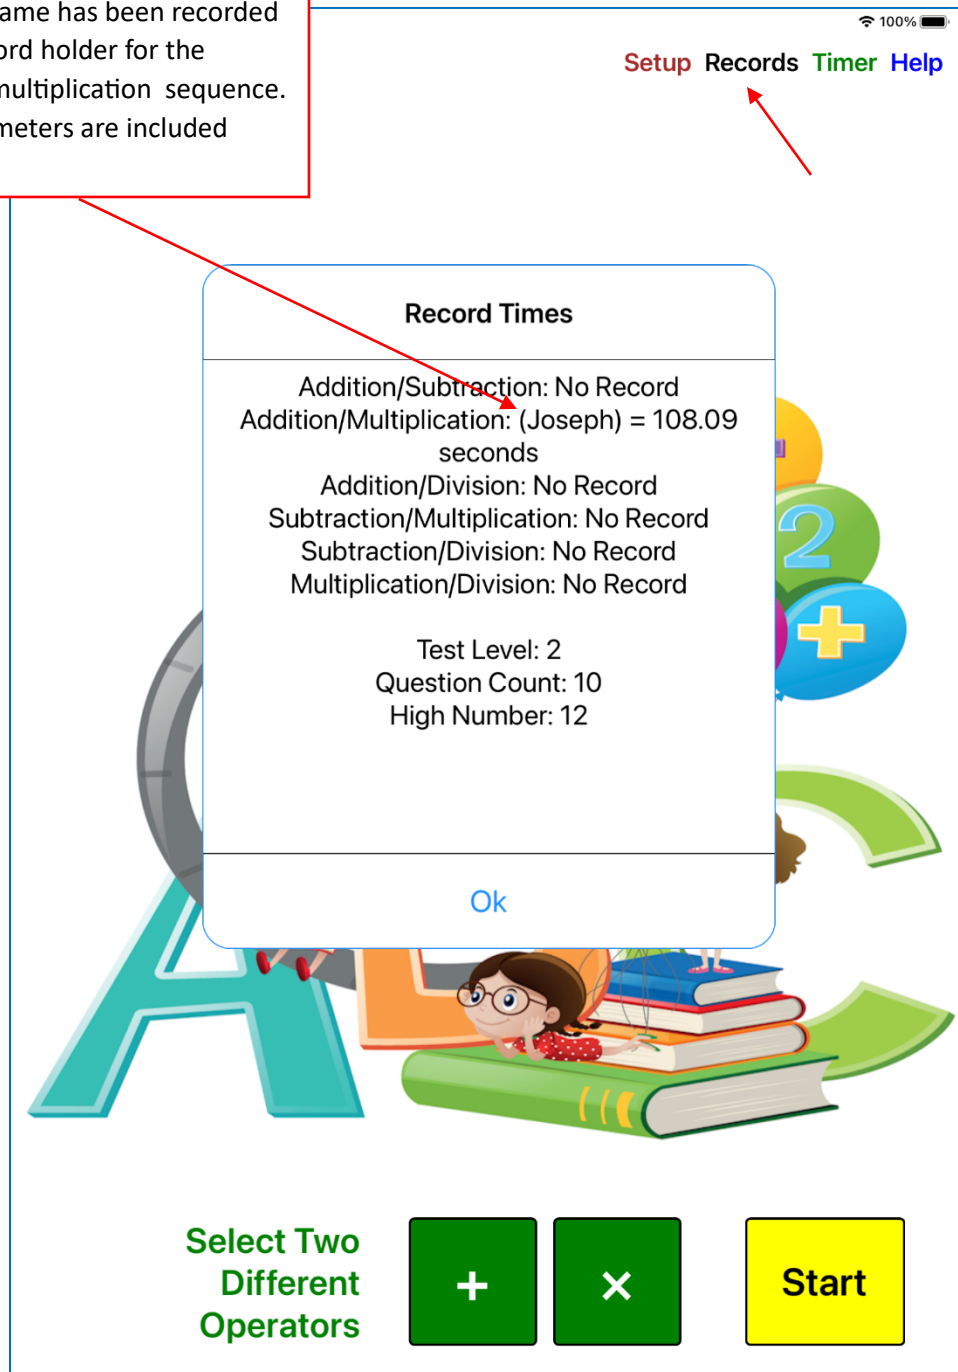 ame has been recorded
ord holder for the
multiplication sequence.
meters are included
100%
Setup Records Timer Help
Record Times
Addition/Subtraction: No Record
Addition/Multiplication: (Joseph) = 108.09
seconds
Addition/Division: No Record
Subtraction/Multiplication: No Record
Subtraction/Division: No Record
Multiplication/Division: No Record
Test Level: 2
Question Count: 10
High Number: 12
Ok
2
+
A
Select Two
Different
Operators
+ × Start